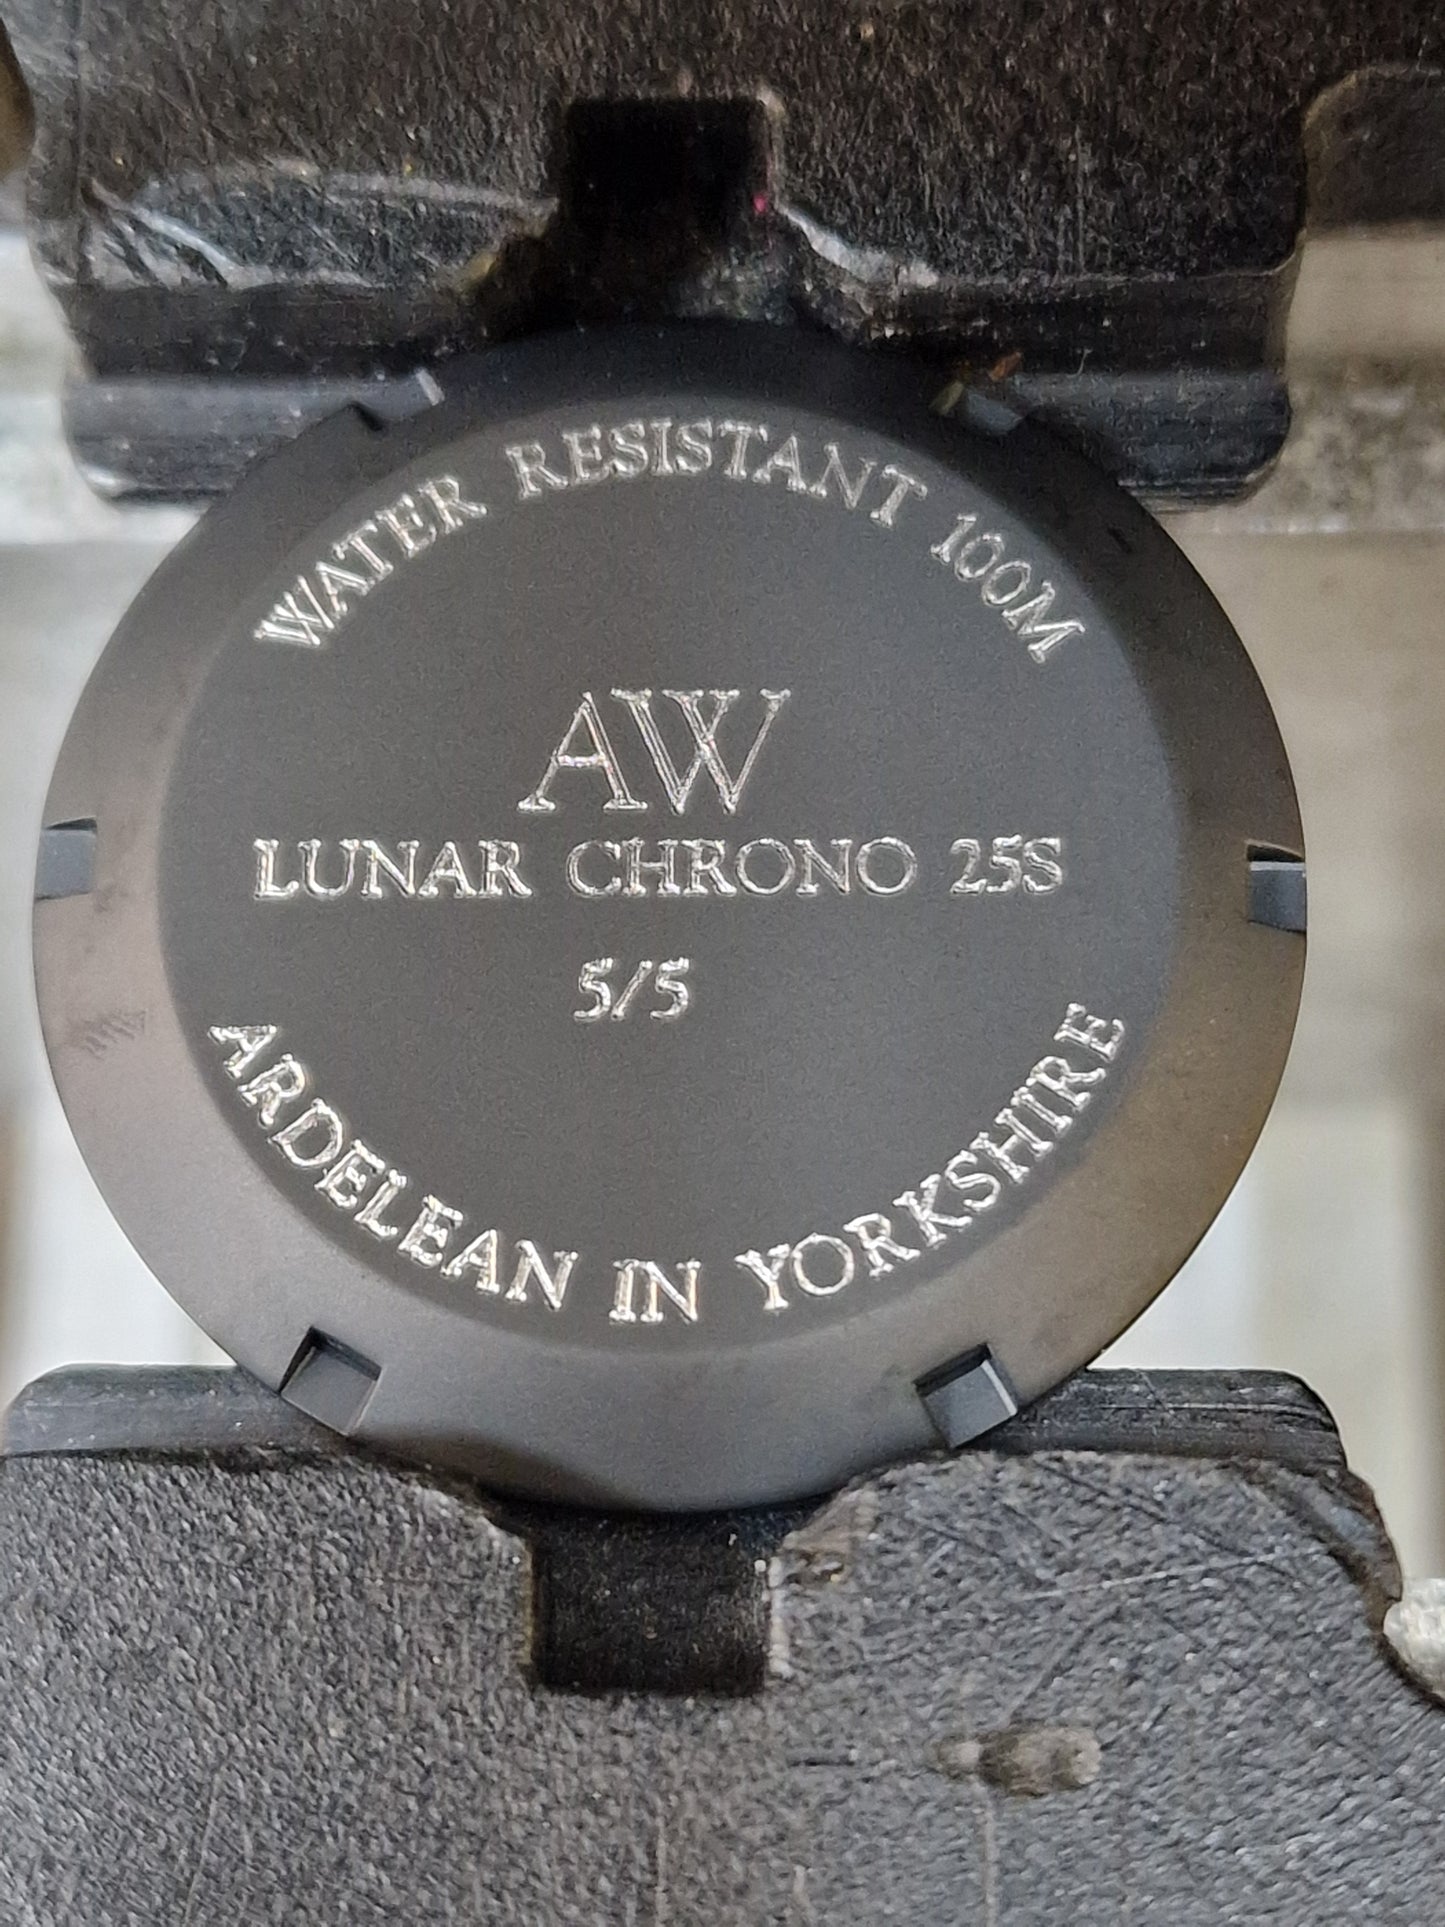 WATER RESISTANT 100M
AW
LUNAR CHRONO 25S
5/5
ARDELEAN IN YORKSHIRE